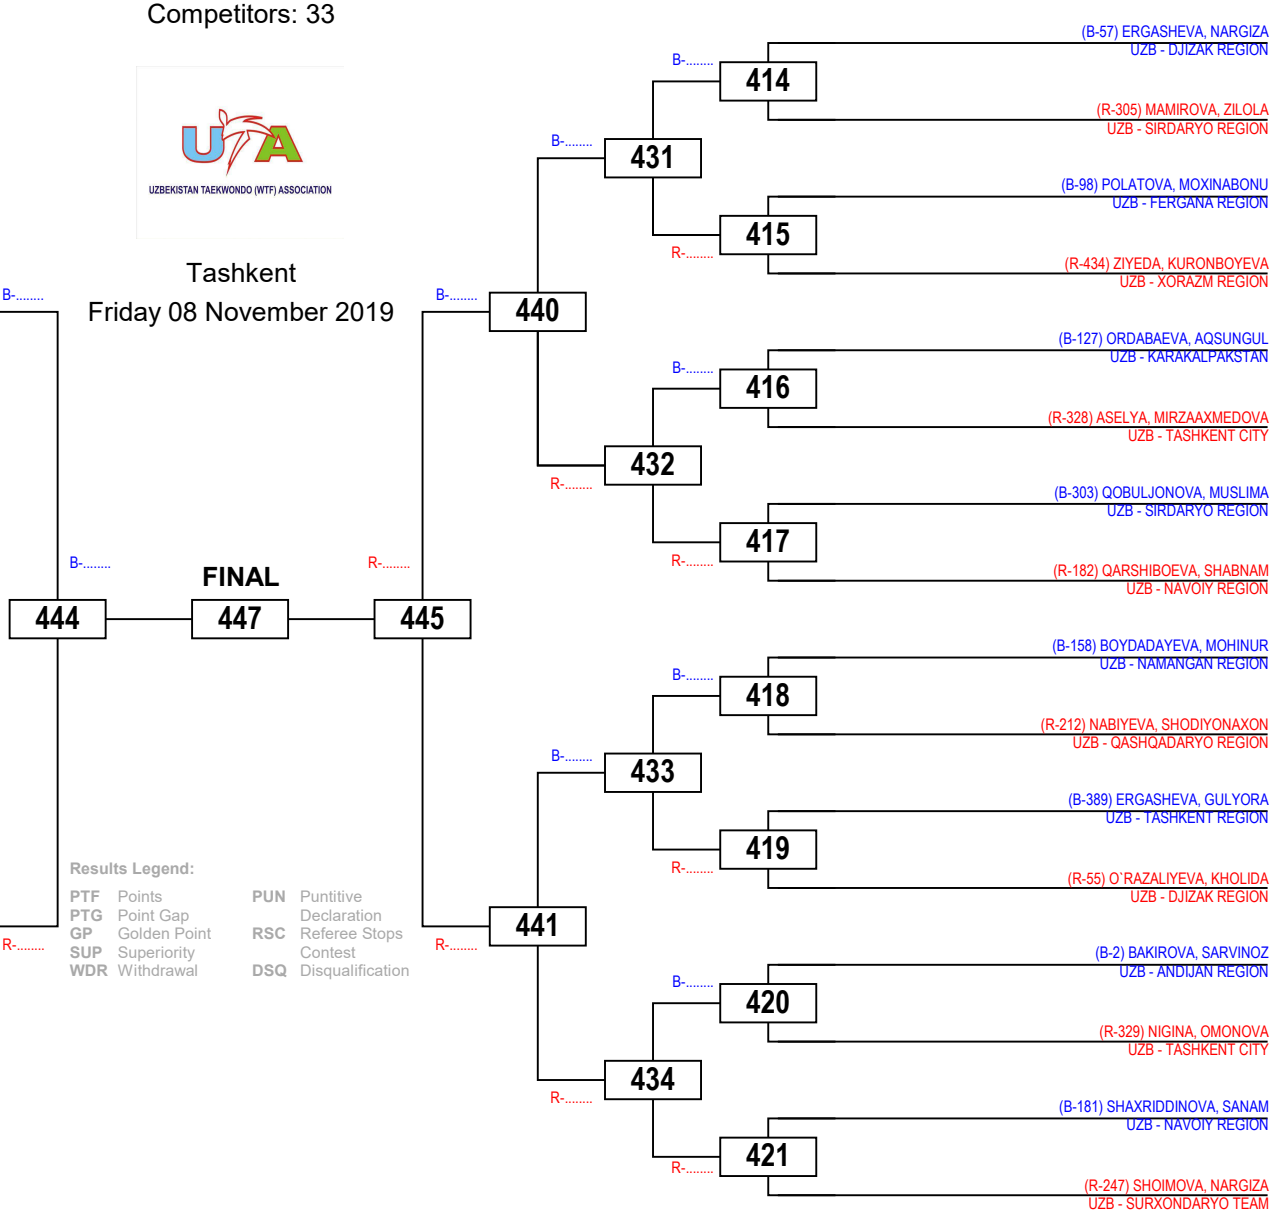 Competitors: 33
UTA
UZBEKISTAN TAEKWONDO (WTF) ASSOCIATION
Tashkent
Friday 08 November 2019
B-........
R-........
444
B-........
FINAL
447
R-........
445
B-........
R-........
440
441
B-........
R-........
B-........
R-........
431
432
433
434
B-........
R-........
B-........
R-........
B-........
R-........
B-........
R-........
414
415
416
417
418
419
420
421
(B-57) ERGASHEVA, NARGIZA
UZB - DJIZAK REGION
(R-305) MAMIROVA, ZILOLA
UZB - SIRDARYO REGION
(B-98) POLATOVA, MOXINABONU
UZB - FERGANA REGION
(R-434) ZIYEDA, KURONBOYEVA
UZB - XORAZM REGION
(B-127) ORDABAEVA, AQSUNGUL
UZB - KARAKALPAKSTAN
(R-328) ASELYA, MIRZAAXMEDOVA
UZB - TASHKENT CITY
(B-303) QOBULJONOVA, MUSLIMA
UZB - SIRDARYO REGION
(R-182) QARSHIBOEVA, SHABNAM
UZB - NAVOIY REGION
(B-158) BOYDADAYEVA, MOHINUR
UZB - NAMANGAN REGION
(R-212) NABIYEVA, SHODIYONAXON
UZB - QASHQADARYO REGION
(B-389) ERGASHEVA, GULYORA
UZB - TASHKENT REGION
(R-55) O`RAZALIYEVA, KHOLIDA
UZB - DJIZAK REGION
(B-2) BAKIROVA, SARVINOZ
UZB - ANDIJAN REGION
(R-329) NIGINA, OMONOVA
UZB - TASHKENT CITY
(B-181) SHAXRIDDINOVA, SANAM
UZB - NAVOIY REGION
(R-247) SHOIMOVA, NARGIZA
UZB - SURXONDARYO TEAM
Results Legend:
PTF Points
PTG Point Gap
GP Golden Point
SUP Superiority
WDR Withdrawal
PUN Puntitive
Declaration
RSC Referee Stops
Contest
DSQ Disqualification